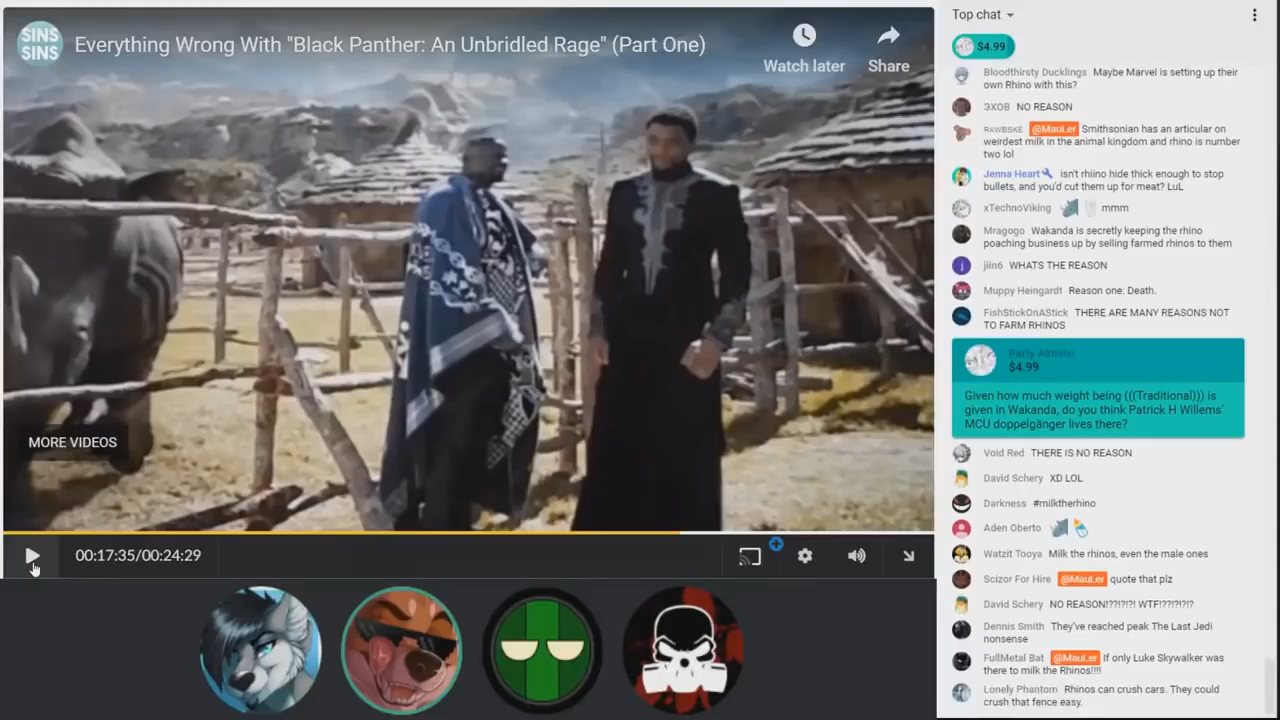 SINS
SINS
Everything Wrong With "Black Panther: An Unbridled Rage" (Part One)
Watch later
Share
MORE VIDEOS
00:17:35/00:24:29
Top chat
$4.99
Bloodthirsty Ducklings Maybe Marvel is setting up their
own Rhino with this?
ЭХОВ NO REASON
RAWBSKE @MauLer Smithsonian has an articular on
weirdest milk in the animal kingdom and rhino is number
two lol
Jenna Heart isn't rhiino hide thick enough to stop
bullets, and you'd cut them up for meat? LuL
xTechnoViking mmm
Mragogo Wakanda is secretly keeping the rhino
poaching business up by selling farmed rhinos to them
jiin6 WHATS THE REASON
Muppy Heingardt Reason one: Death.
FishStickOnAStick THERE ARE MANY REASONS NOT
TO FARM RHINOS
Party
$4.99
Given how much weight being (((Traditional))) is
given in Wakanda, do you think Patrick H Willems'
MCU doppelgänger lives there?
Void Red THERE IS NO REASON
David Schery XD LOL
Darkness #milktherhino
Aden Oberto
Watzit Tooya Milk the rhinos, even the male ones
Scizor For Hire @MauLer quote that plz
David Schery NO REASON!??!?!?! WTF!??!?!?!?
Dennis Smith They've reached peak The Last Jedi
nonsense
FullMetal Bat @MauLer If only Luke Skywalker was
there to milk the Rhinos!!!!
Lonely Phantom Rhinos can crush cars. They could
crush that fence easy.